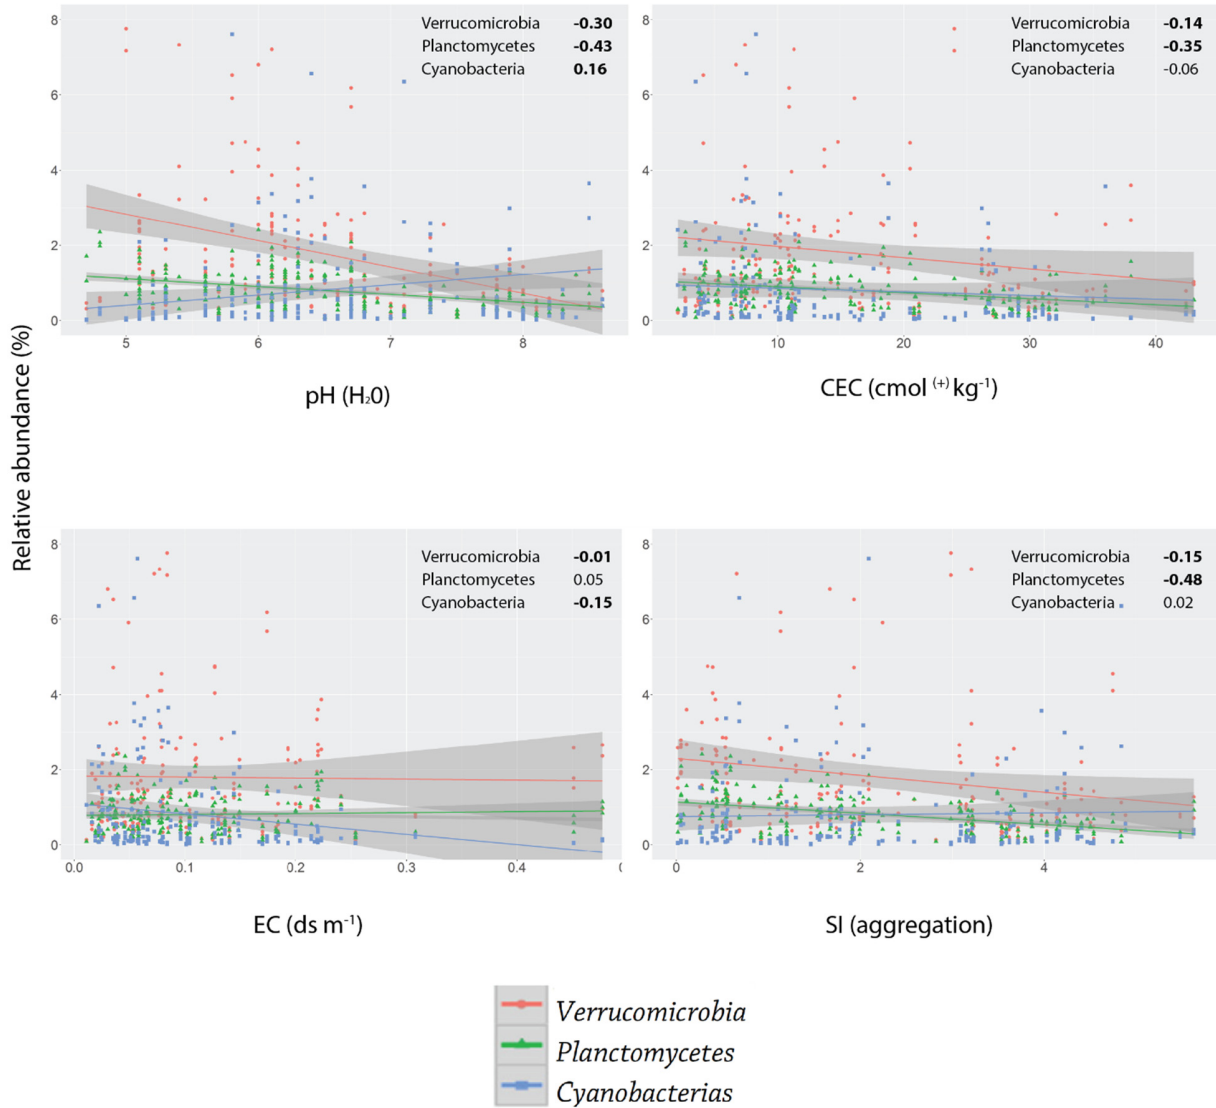 Relative abundance (%)
8
6
4
2
0
Verrucomicrobia -0.30
Planctomycetes -0.43
Cyanobacteria 0.16
5 6 7 8
pH (H₂0)
8
6
4
2
0
Verrucomicrobia -0.14
Planctomycetes -0.35
Cyanobacteria -0.06
10 20 30 40
CEC (cmol ⁽⁺⁾ kg⁻¹)
8
6
4
2
0
Verrucomicrobia -0.01
Planctomycetes 0.05
Cyanobacteria -0.15
0.0 0.1 0.2 0.3 0.4
EC (ds m⁻¹)
8
6
4
2
0
Verrucomicrobia -0.15
Planctomycetes -0.48
Cyanobacteria 0.02
0 2 4
SI (aggregation)
Verrucomicrobia
Planctomycetes
Cyanobacterias